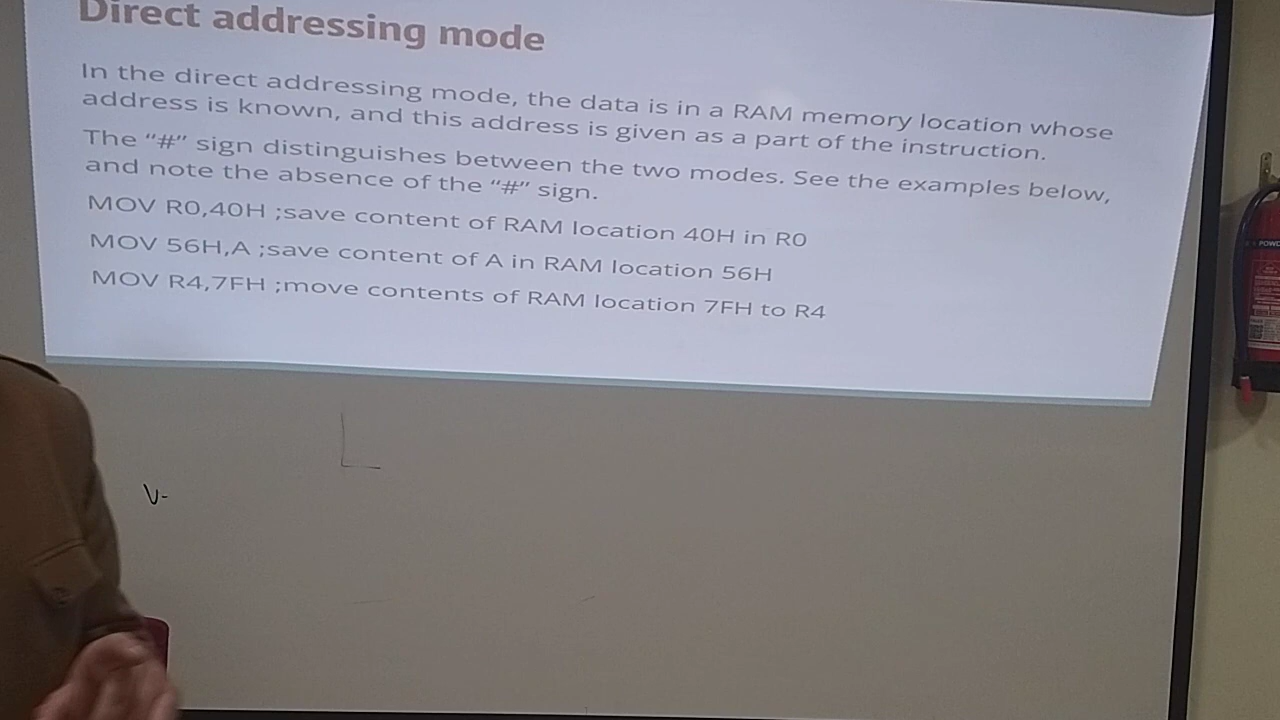 Direct addressing mode
In the direct addressing mode, the data is in a RAM memory location whose
address is known, and this address is given as a part of the instruction.
The “#” sign distinguishes between the two modes. See the examples below,
and note the absence of the “#” sign.
MOV R0,40H ;save content of RAM location 40H in R0
MOV 56H,A ;save content of A in RAM location 56H
MOV R4,7FH ;move contents of RAM location 7FH to R4